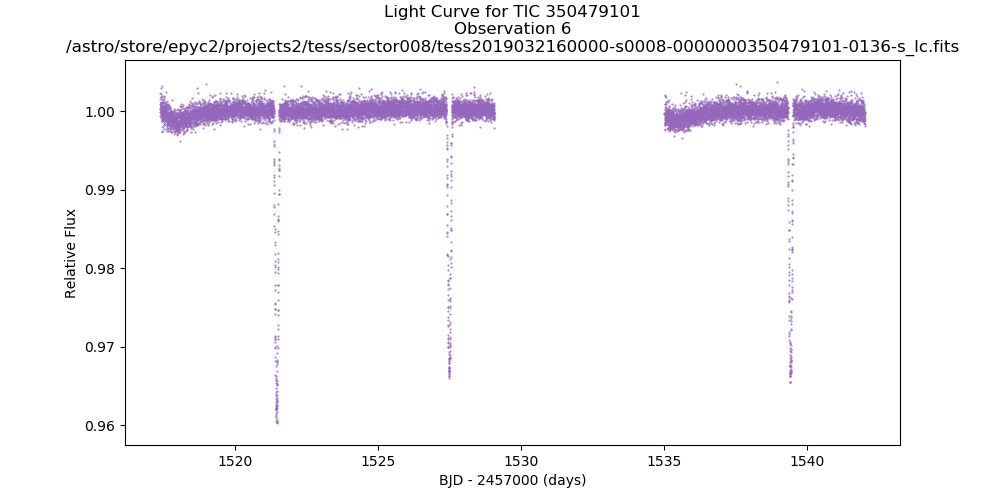 Light Curve for TIC 350479101
Observation 6
/astro/store/epyc2/projects2/tess/sector008/tess2019032160000-s0008-0000000350479101-0136-s_lc.fits
1.00
0.99
0.98
0.97
0.96
Relative Flux
1520 1525 1530 1535 1540
BJD - 2457000 (days)